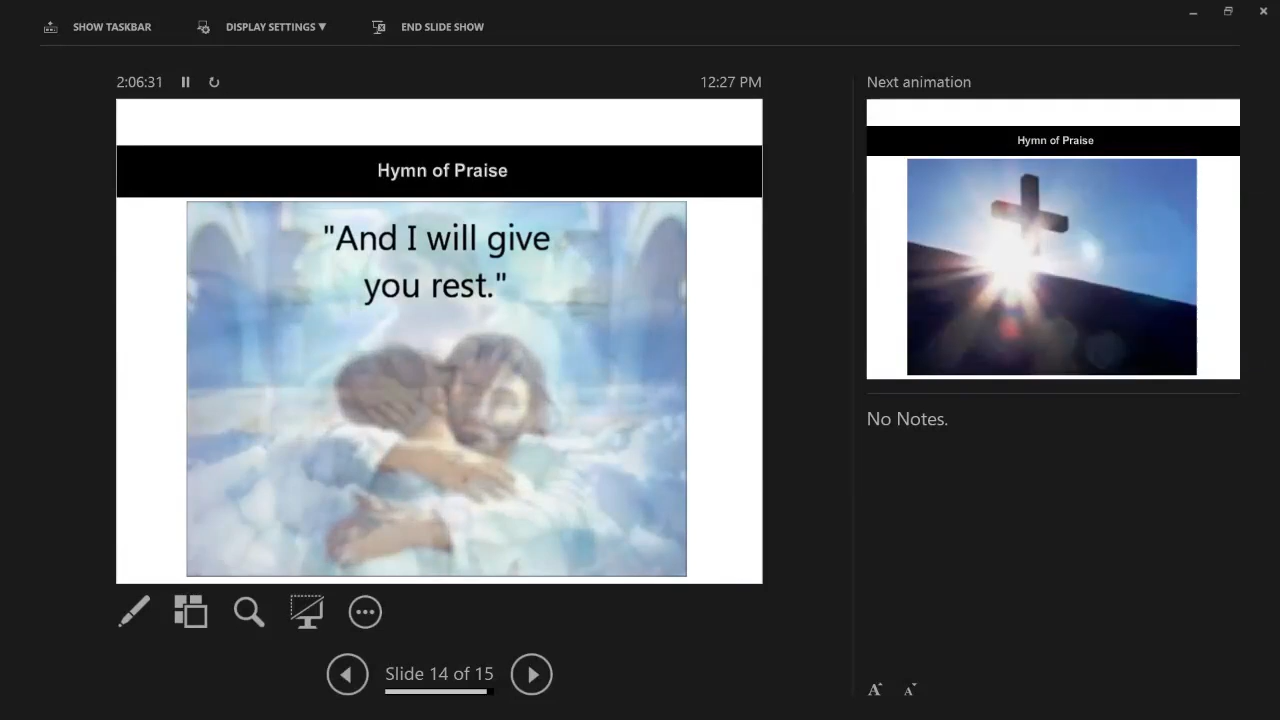 SHOW TASKBAR
DISPLAY SETTINGS ▼
END SLIDE SHOW
2:06:31
12:27 PM
Next animation
Hymn of Praise
"And I will give
you rest."
Hymn of Praise
No Notes.
Slide 14 of 15
A A